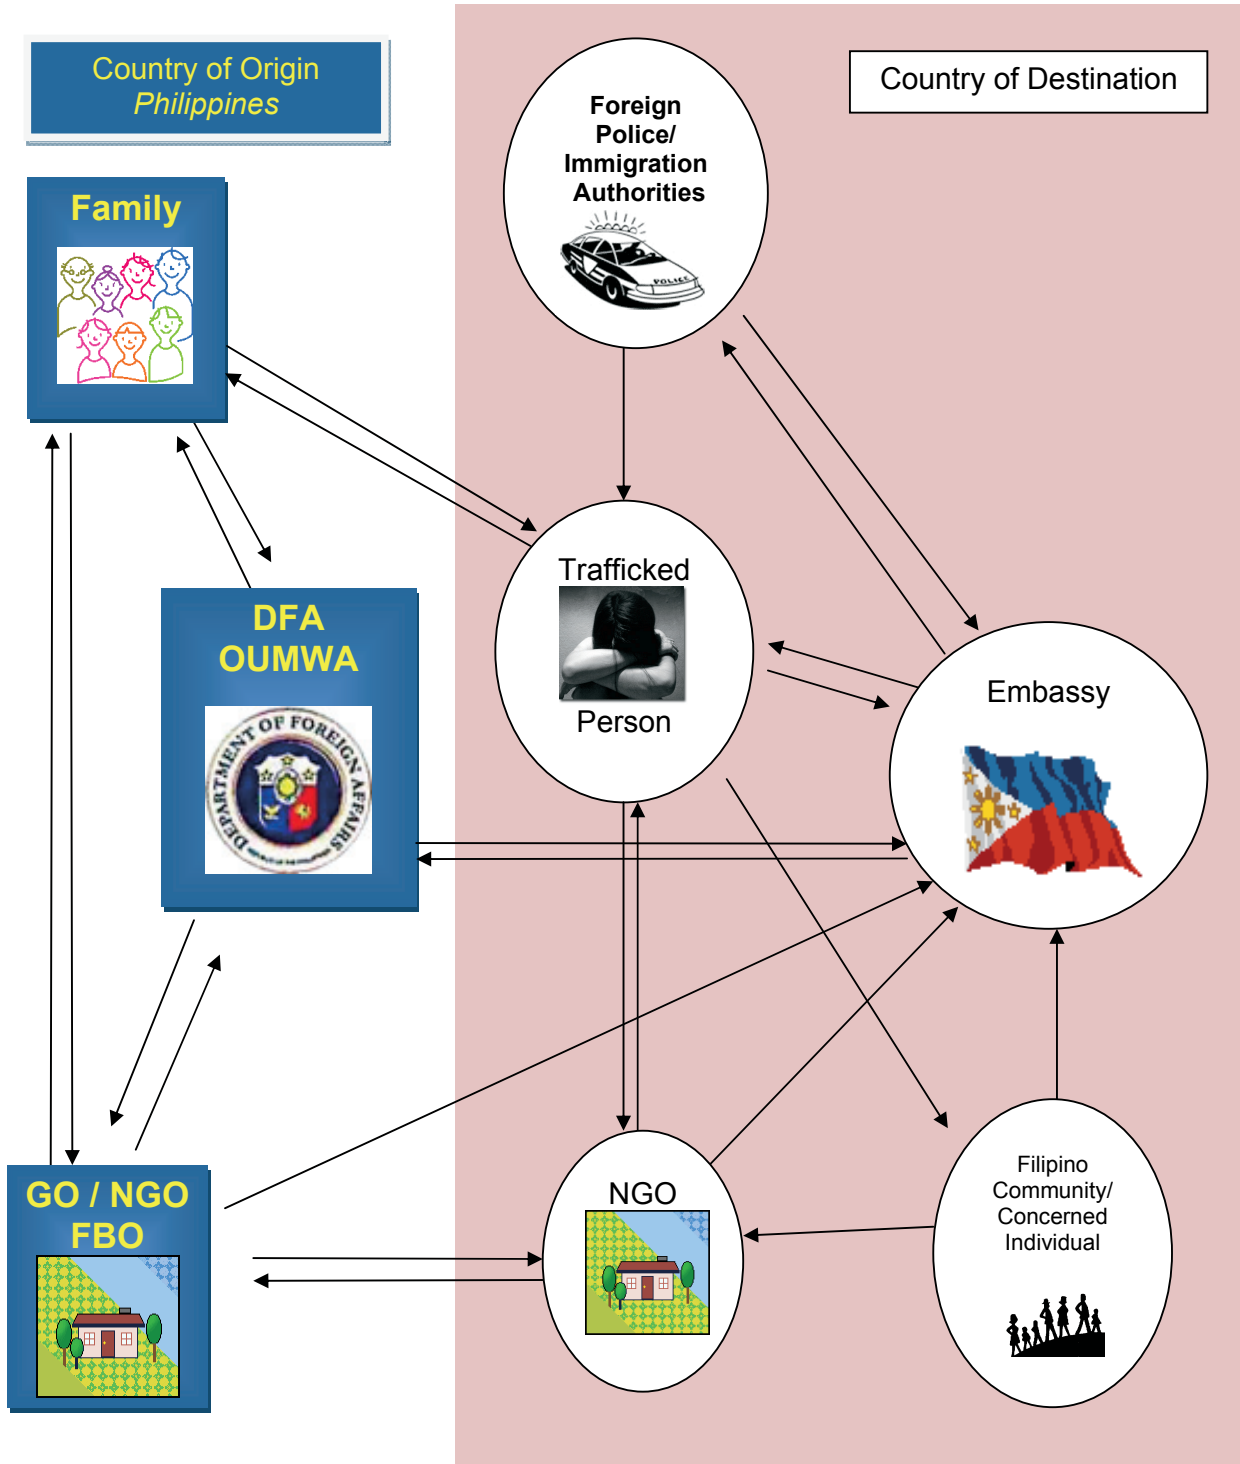 Country of Origin
Philippines
Country of Destination
Foreign
Police/
Immigration
Authorities
POLICE
Family
Trafficked
Person
DFA
OUMWA
DEPARTMENT OF FOREIGN AFFAIRS
Embassy
GO / NGO
FBO
NGO
Filipino
Community/
Concerned
Individual